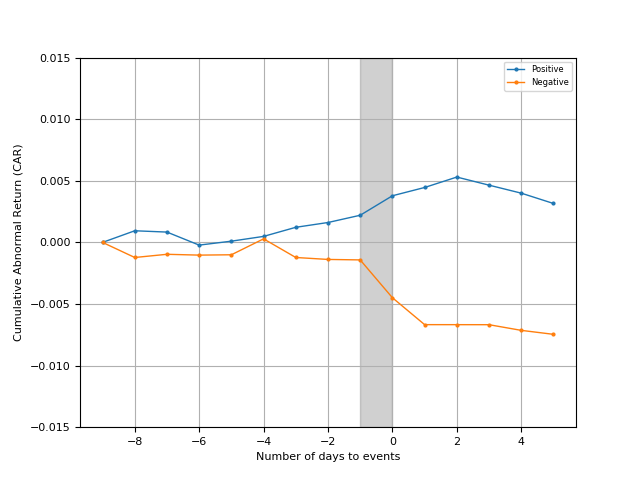 0.015
0.010
0.005
0.000
−0.005
−0.010
−0.015
Cumulative Abnormal Return (CAR)
Positive
Negative
−8 −6 −4 −2 0 2 4
Number of days to events